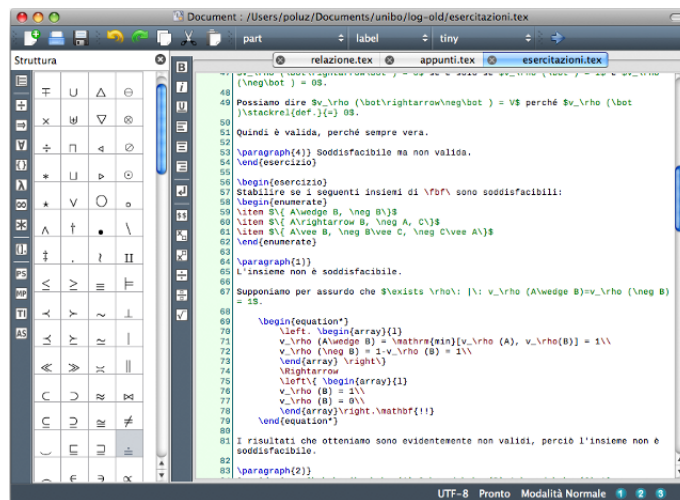 Document : /Users/poluz/Documents/unibo/log-old/esercitazioni.tex
part label tiny
Struttura
relazione.tex appunti.tex esercitazioni.tex
(\neg\bot ) = 0$.
48
49 Possiamo dire $v_\rho (\bot\rightarrow\neg\bot ) = V$ perché $v_\rho (\bot
)\stackrel{def.}{=} 0$.
50
51 Quindi è valida, perché sempre vera.
52
53 \paragraph{4)} Soddisfacibile ma non valida.
54 \end{esercizio}
55
56 \begin{esercizio}
57 Stabilire se i seguenti insiemi di \fbf\ sono soddisfacibili:
58 \begin{enumerate}
59 \item $\{ A\wedge B, \neg B\}$
60 \item $\{ A\rightarrow B, \neg A, C\}$
61 \item $\{ A\vee B, \neg B\vee C, \neg C\vee A\}$
62 \end{enumerate}
63
64 \paragraph{1)}
65 L'insieme non è soddisfacibile.
66
67 Supponiamo per assurdo che $\exists \rho\: |\: v_\rho (A\wedge B)=v_\rho (\neg B)
= 1$.
68
69 \begin{equation*}
70 \left. \begin{array}{l}
71 v_\rho (A\wedge B) = \mathrm{min}[v_\rho (A), v_\rho(B)] = 1\\
72 v_\rho (\neg B) = 1-v_\rho (B) = 1\\
73 \end{array} \right\}
74 \Rightarrow
75 \left\{ \begin{array}{l}
76 v_\rho (B) = 1\\
77 v_\rho (B) = 0\\
78 \end{array}\right.\mathbf{!!}
79 \end{equation*}
80
81 I risultati che otteniamo sono evidentemente non validi, perciò l'insieme non è
soddisfacibile.
82
83 \paragraph{2)}
B
i
U
$$
PS
MP
TI
AS
UTF-8 Pronto Modalità Normale 1 2 3